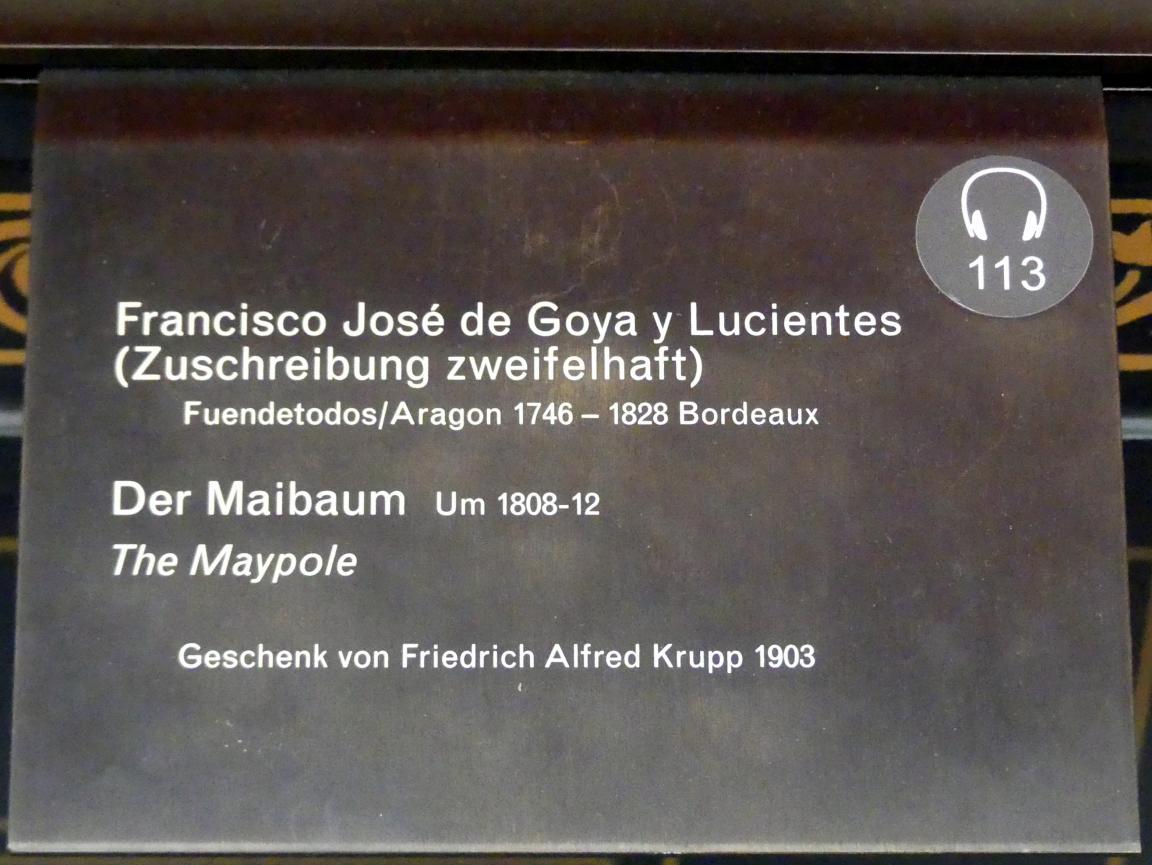 113
Francisco José de Goya y Lucientes
(Zuschreibung zweifelhaft)
Fuendetodos/Aragon 1746 – 1828 Bordeaux
Der Maibaum Um 1808-12
The Maypole
Geschenk von Friedrich Alfred Krupp 1903